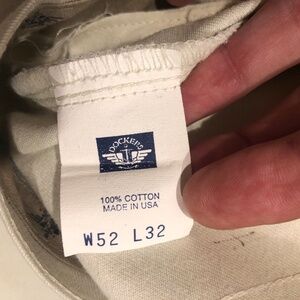 DOCKERS
100% COTTON
MADE IN USA
W52 L32